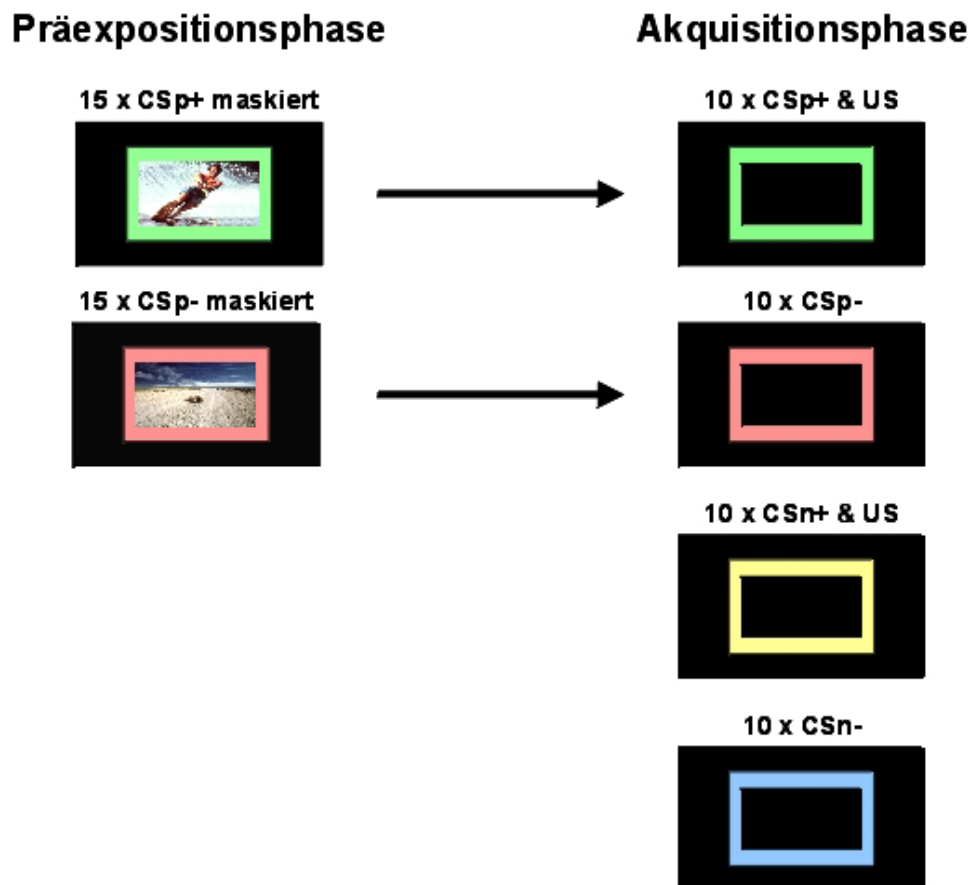 Präexpositionsphase
Akquisitionsphase
15 x CSp+ maskiert
10 x CSp+ & US
15 x CSp- maskiert
10 x CSp-
10 x CSn+ & US
10 x CSn-